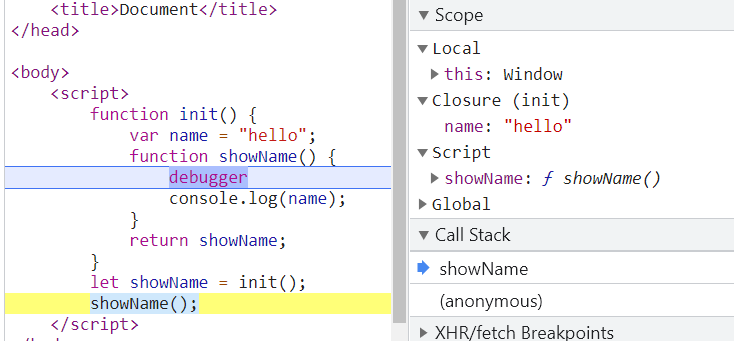 <title>Document</title>
</head>
<body>
<script>
function init() {
var name = "hello";
function showName() {
debugger
console.log(name);
}
return showName;
}
let showName = init();
showName();
</script>
Scope
Local
this: Window
Closure (init)
name: "hello"
Script
showName: ƒ showName()
Global
Call Stack
showName
(anonymous)
XHR/fetch Breakpoints